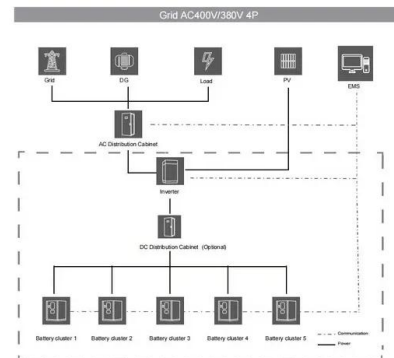 Grid AC400V/380V 4P
Grid
DG
Load
PV
EMS
AC Distribution Cabinet
Inverter
DC Distribution Cabinet (Optional)
Battery cluster 1
Battery cluster 2
Battery cluster 3
Battery cluster 4
Battery cluster 5
Communication
Power